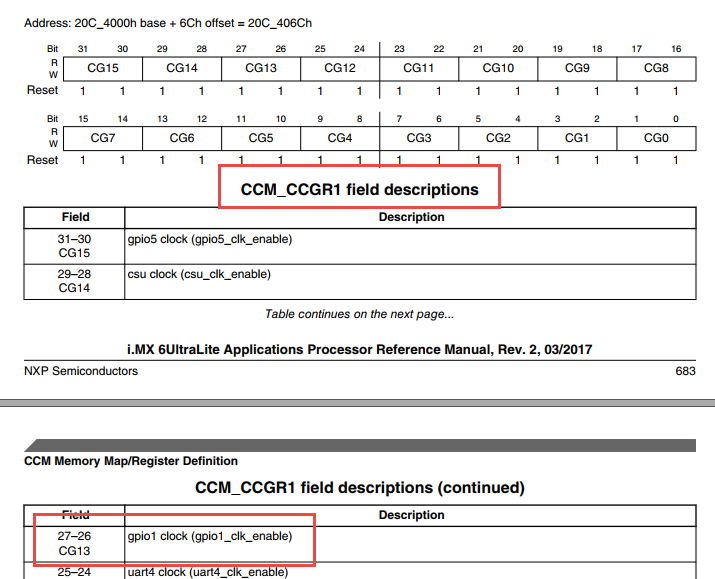 Address: 20C_4000h base + 6Ch offset = 20C_406Ch
Bit 31 30 29 28 27 26 25 24 23 22 21 20 19 18 17 16
R
W
CG15 CG14 CG13 CG12 CG11 CG10 CG9 CG8
Reset 1 1 1 1 1 1 1 1 1 1 1 1 1 1 1 1
Bit 15 14 13 12 11 10 9 8 7 6 5 4 3 2 1 0
R
W
CG7 CG6 CG5 CG4 CG3 CG2 CG1 CG0
Reset 1 1 1 1 1 1 1 1 1 1 1 1 1 1 1 1
CCM_CCGR1 field descriptions
Field Description
31–30 gpio5 clock (gpio5_clk_enable)
CG15
29–28 csu clock (csu_clk_enable)
CG14
Table continues on the next page...
i.MX 6UltraLite Applications Processor Reference Manual, Rev. 2, 03/2017
NXP Semiconductors 683
CCM Memory Map/Register Definition
CCM_CCGR1 field descriptions (continued)
Field Description
27–26 gpio1 clock (gpio1_clk_enable)
CG13
25–24 uart4 clock (uart4_clk_enable)